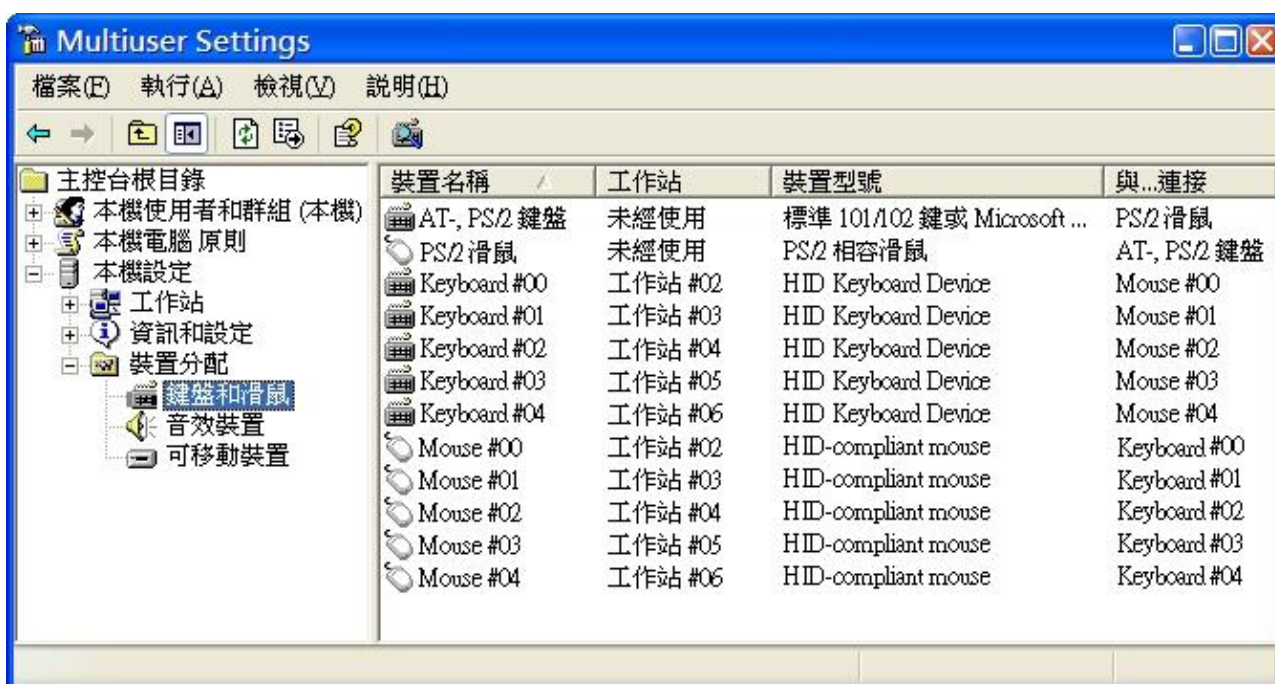 Multiuser Settings
檔案(F) 執行(A) 檢視(V) 説明(H)
主控台根目錄
本機使用者和群組 (本機)
本機電腦 原則
本機設定
工作站
資訊和設定
裝置分配
鍵盤和滑鼠
音效裝置
可移動裝置
裝置名稱 工作站 裝置型號 與...連接
AT-, PS/2 鍵盤 未經使用 標準 101/102 鍵或 Microsoft ... PS/2 滑鼠
PS/2 滑鼠 未經使用 PS/2 相容滑鼠 AT-, PS/2 鍵盤
Keyboard #00 工作站 #02 HID Keyboard Device Mouse #00
Keyboard #01 工作站 #03 HID Keyboard Device Mouse #01
Keyboard #02 工作站 #04 HID Keyboard Device Mouse #02
Keyboard #03 工作站 #05 HID Keyboard Device Mouse #03
Keyboard #04 工作站 #06 HID Keyboard Device Mouse #04
Mouse #00 工作站 #02 HID-compliant mouse Keyboard #00
Mouse #01 工作站 #03 HID-compliant mouse Keyboard #01
Mouse #02 工作站 #04 HID-compliant mouse Keyboard #02
Mouse #03 工作站 #05 HID-compliant mouse Keyboard #03
Mouse #04 工作站 #06 HID-compliant mouse Keyboard #04